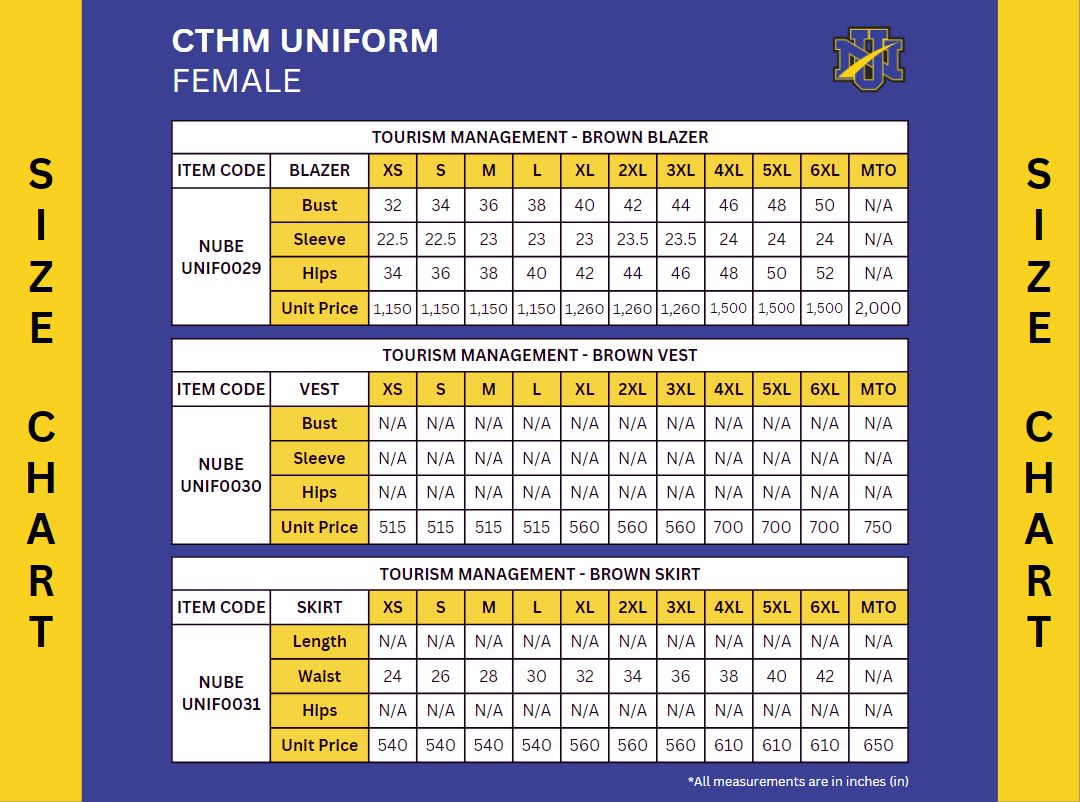 CTHM UNIFORM
FEMALE
NU
SIZE CHART
TOURISM MANAGEMENT - BROWN BLAZER
ITEM CODE BLAZER XS S M L XL 2XL 3XL 4XL 5XL 6XL MTO
NUBE UNIF0029
Bust 32 34 36 38 40 42 44 46 48 50 N/A
Sleeve 22.5 22.5 23 23 23 23.5 23.5 24 24 24 N/A
Hips 34 36 38 40 42 44 46 48 50 52 N/A
Unit Price 1,150 1,150 1,150 1,150 1,260 1,260 1,260 1,500 1,500 1,500 2,000
TOURISM MANAGEMENT - BROWN VEST
ITEM CODE VEST XS S M L XL 2XL 3XL 4XL 5XL 6XL MTO
NUBE UNIF0030
Bust N/A N/A N/A N/A N/A N/A N/A N/A N/A N/A N/A
Sleeve N/A N/A N/A N/A N/A N/A N/A N/A N/A N/A N/A
Hips N/A N/A N/A N/A N/A N/A N/A N/A N/A N/A N/A
Unit Price 515 515 515 515 560 560 560 700 700 700 750
TOURISM MANAGEMENT - BROWN SKIRT
ITEM CODE SKIRT XS S M L XL 2XL 3XL 4XL 5XL 6XL MTO
NUBE UNIF0031
Length N/A N/A N/A N/A N/A N/A N/A N/A N/A N/A N/A
Waist 24 26 28 30 32 34 36 38 40 42 N/A
Hips N/A N/A N/A N/A N/A N/A N/A N/A N/A N/A N/A
Unit Price 540 540 540 540 560 560 560 610 610 610 650
*All measurements are in inches (in)
SIZE CHART